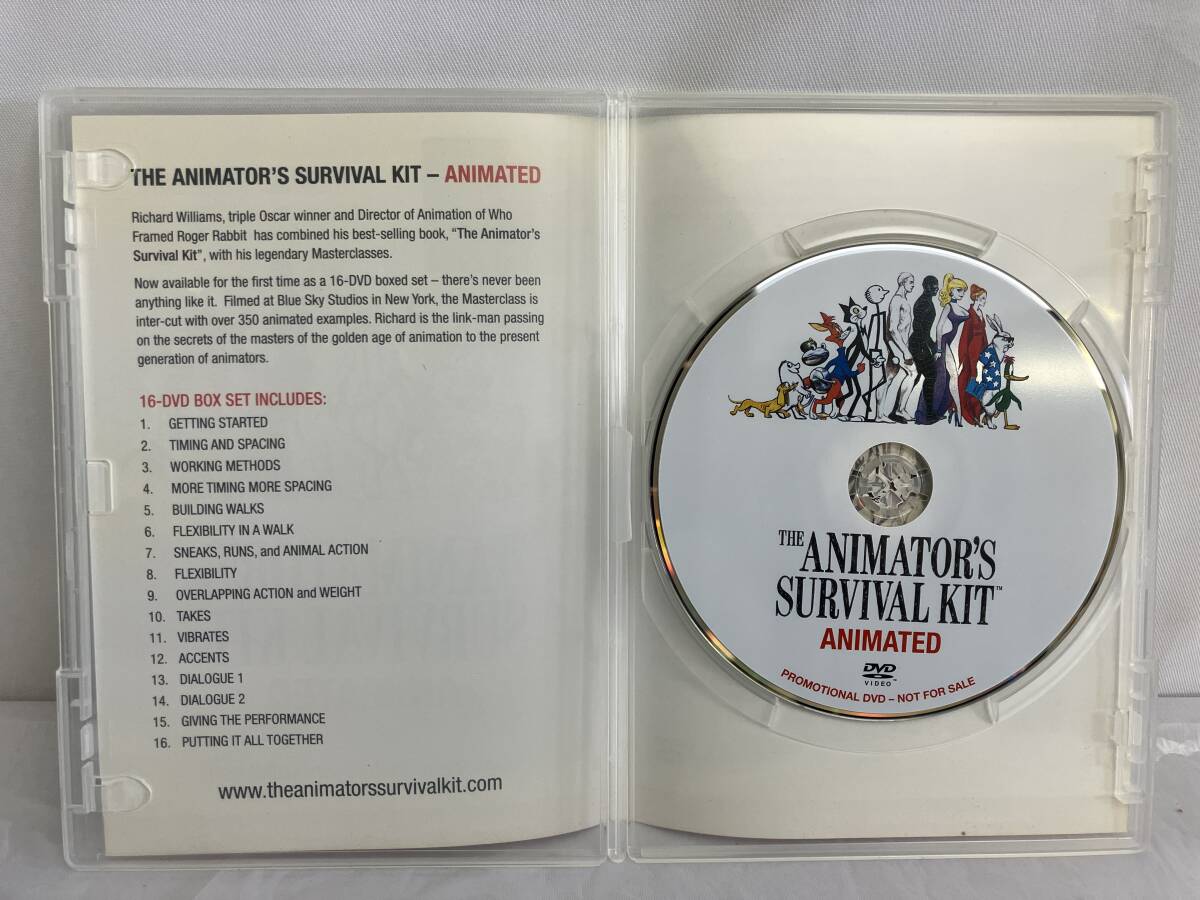 THE ANIMATOR'S SURVIVAL KIT – ANIMATED
Richard Williams, triple Oscar winner and Director of Animation of Who
Framed Roger Rabbit has combined his best-selling book, "The Animator's
Survival Kit", with his legendary Masterclasses.
Now available for the first time as a 16-DVD boxed set – there's never been
anything like it. Filmed at Blue Sky Studios in New York, the Masterclass is
inter-cut with over 350 animated examples. Richard is the link-man passing
on the secrets of the masters of the golden age of animation to the present
generation of animators.
16-DVD BOX SET INCLUDES:
1. GETTING STARTED
2. TIMING AND SPACING
3. WORKING METHODS
4. MORE TIMING MORE SPACING
5. BUILDING WALKS
6. FLEXIBILITY IN A WALK
7. SNEAKS, RUNS, and ANIMAL ACTION
8. FLEXIBILITY
9. OVERLAPPING ACTION and WEIGHT
10. TAKES
11. VIBRATES
12. ACCENTS
13. DIALOGUE 1
14. DIALOGUE 2
15. GIVING THE PERFORMANCE
16. PUTTING IT ALL TOGETHER
www.theanimatorssurvivalkit.com
THE ANIMATOR'S
SURVIVAL KIT™
ANIMATED
DVD
VIDEO™
PROMOTIONAL DVD – NOT FOR SALE